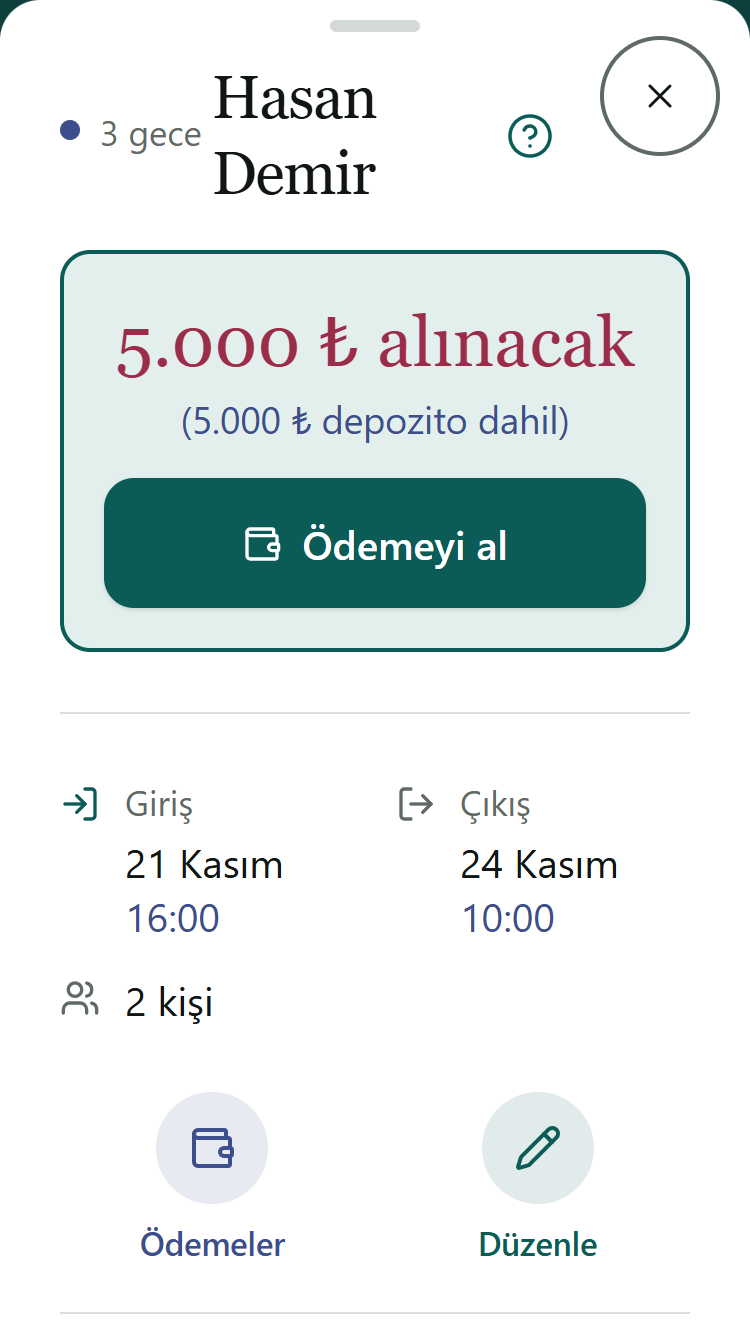 3 gece
Hasan
Demir
5.000 ₺ alınacak
(5.000 ₺ depozito dahil)
Ödemeyi al
Giriş
21 Kasım
16:00
Çıkış
24 Kasım
10:00
2 kişi
Ödemeler
Düzenle